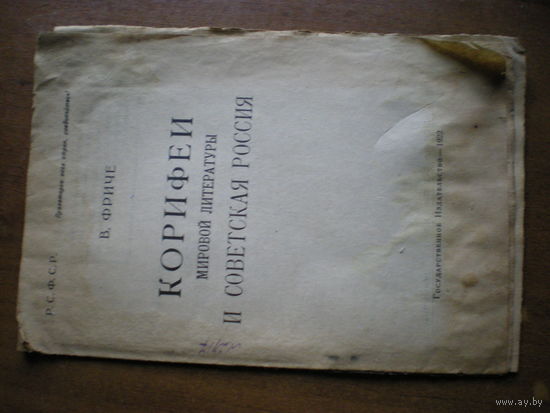 Р. С. Ф. С. Р.
Пролетарии всех стран, соединяйтесь!
В. ФРИЧЕ
КОРИФЕИ
МИРОВОЙ ЛИТЕРАТУРЫ
И СОВЕТСКАЯ РОССИЯ
Государственное Издательство—1922
www.ay.by